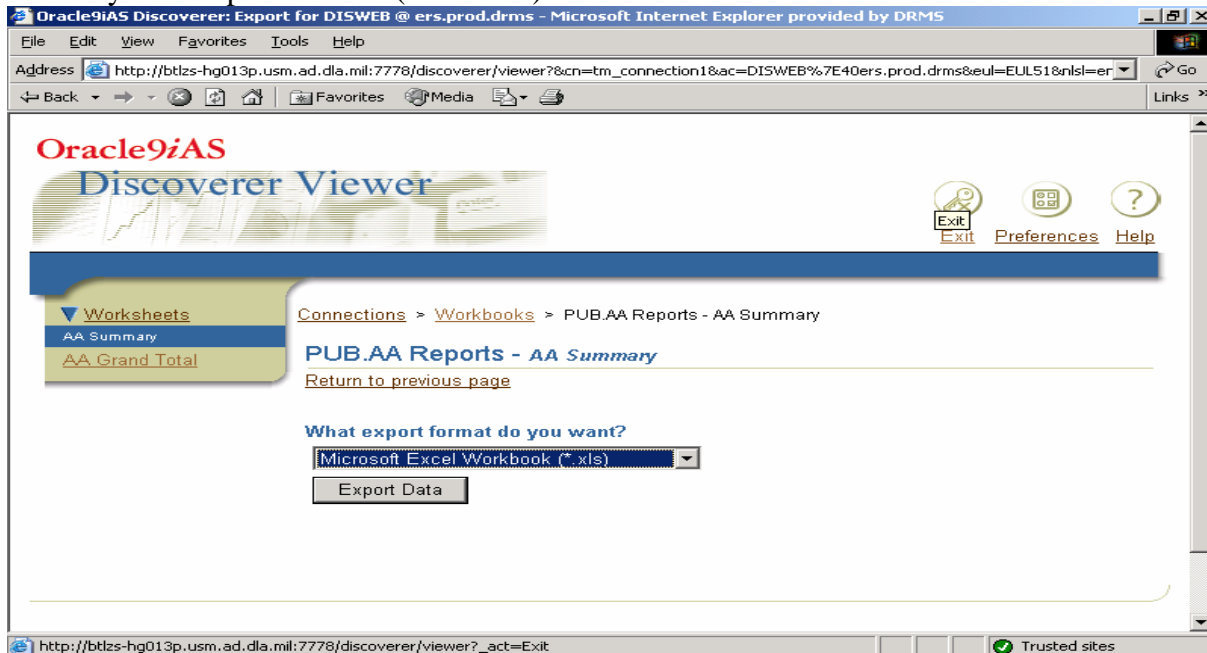 Oracle9iAS Discoverer: Export for DISWEB @ ers.prod.drms - Microsoft Internet Explorer provided by DRMS
File Edit View Favorites Tools Help
Address http://btlzs-hg013p.usm.ad.dla.mil:7778/discoverer/viewer?&cn=tm_connection1&ac=DISWEB%7E40ers.prod.drms&eul=EUL51&nlsl=er Go
Back Favorites Media Links »
Oracle9iAS
Discoverer Viewer
Exit
Exit Preferences Help
Worksheets
AA Summary
AA Grand Total
Connections > Workbooks > PUB.AA Reports - AA Summary
PUB.AA Reports - AA Summary
Return to previous page
What export format do you want?
Microsoft Excel Workbook (*.xls)
Export Data
http://btlzs-hg013p.usm.ad.dla.mil:7778/discoverer/viewer?_act=Exit Trusted sites